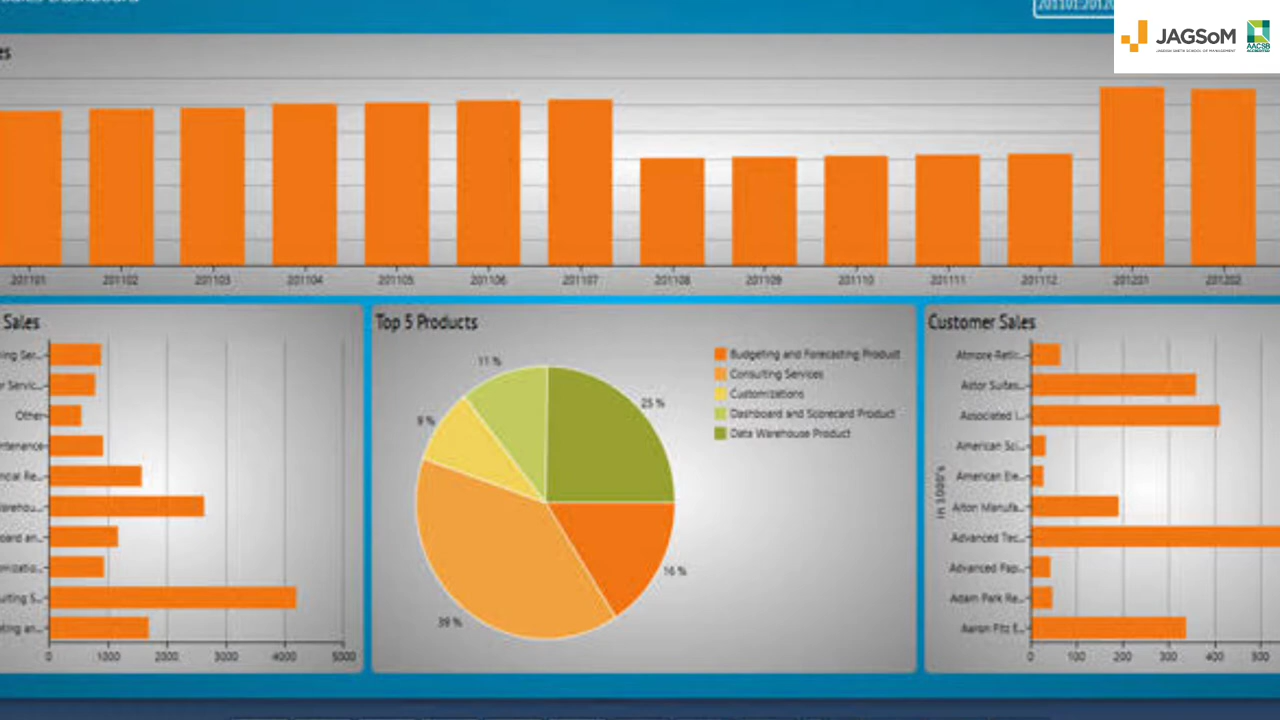 JAGSoM
AACSB
ACCREDITED
201101 201102 201103 201104 201105 201106 201107 201108 201109 201110 201111 201112 201201 201202
Sales
Other
0 1000 2000 3000 4000 5000
Top 5 Products
11 %
25 %
9 %
16 %
39 %
Budgeting and Forecasting Product
Consulting Services
Customizations
Dashboard and Scorecard Product
Data Warehouse Product
Customer Sales
in 1000's
Atmore Retic...
Astor Suites...
Associated I...
American Sci...
American Ele...
Alton Manufa...
Advanced Tec...
Advanced Pap...
Adam Park Re...
Aaron Fitz E...
0 100 200 300 400 500